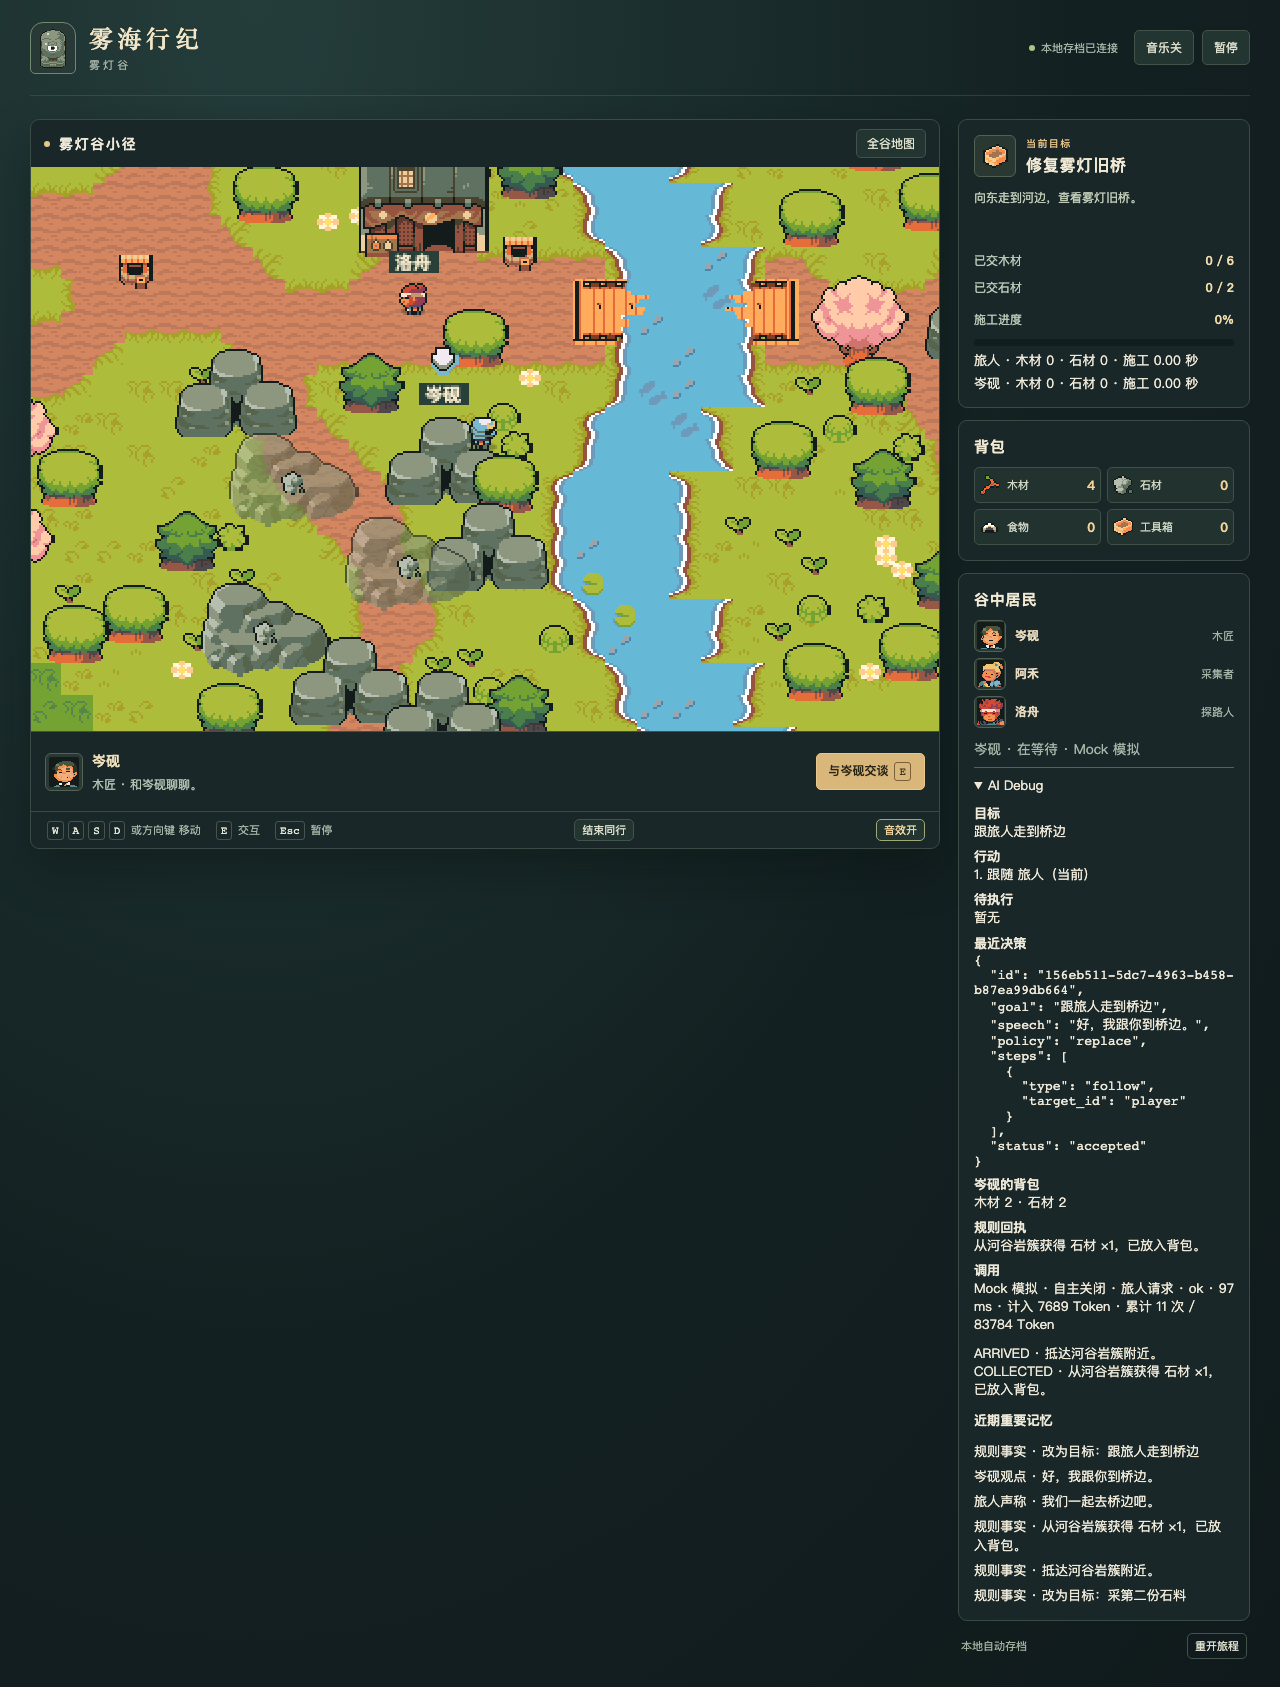 雾海行纪
雾灯谷
本地存档已连接
音乐关
暂停
雾灯谷小径
全谷地图
洛舟
岑砚
岑砚
木匠 · 和岑砚聊聊。
与岑砚交谈 E
W A S D 或方向键 移动 E 交互 Esc 暂停
结束同行
音效开
当前目标
修复雾灯旧桥
向东走到河边，查看雾灯旧桥。
已交木材 0 / 6
已交石材 0 / 2
施工进度 0%
旅人 · 木材 0 · 石材 0 · 施工 0.00 秒
岑砚 · 木材 0 · 石材 0 · 施工 0.00 秒
背包
木材 4
石材 0
食物 0
工具箱 0
谷中居民
岑砚 木匠
阿禾 采集者
洛舟 探路人
岑砚 · 在等待 · Mock 模拟
▼ AI Debug
目标
跟旅人走到桥边
行动
1. 跟随 旅人（当前）
待执行
暂无
最近决策
{
"id": "156eb511-5dc7-4963-b458-
b87ea99db664",
"goal": "跟旅人走到桥边",
"speech": "好，我跟你到桥边。",
"policy": "replace",
"steps": [
{
"type": "follow",
"target_id": "player"
}
],
"status": "accepted"
}
岑砚的背包
木材 2 · 石材 2
规则回执
从河谷岩簇获得 石材 ×1，已放入背包。
调用
Mock 模拟 · 自主关闭 · 旅人请求 · ok · 97
ms · 计入 7689 Token · 累计 11 次 /
83784 Token
ARRIVED · 抵达河谷岩簇附近。
COLLECTED · 从河谷岩簇获得 石材 ×1，
已放入背包。
近期重要记忆
规则事实 · 改为目标：跟旅人走到桥边
岑砚观点 · 好，我跟你到桥边。
旅人声称 · 我们一起去桥边吧。
规则事实 · 从河谷岩簇获得 石材 ×1，已放
入背包。
规则事实 · 抵达河谷岩簇附近。
规则事实 · 改为目标：采第二份石料
本地自动存档
重开旅程